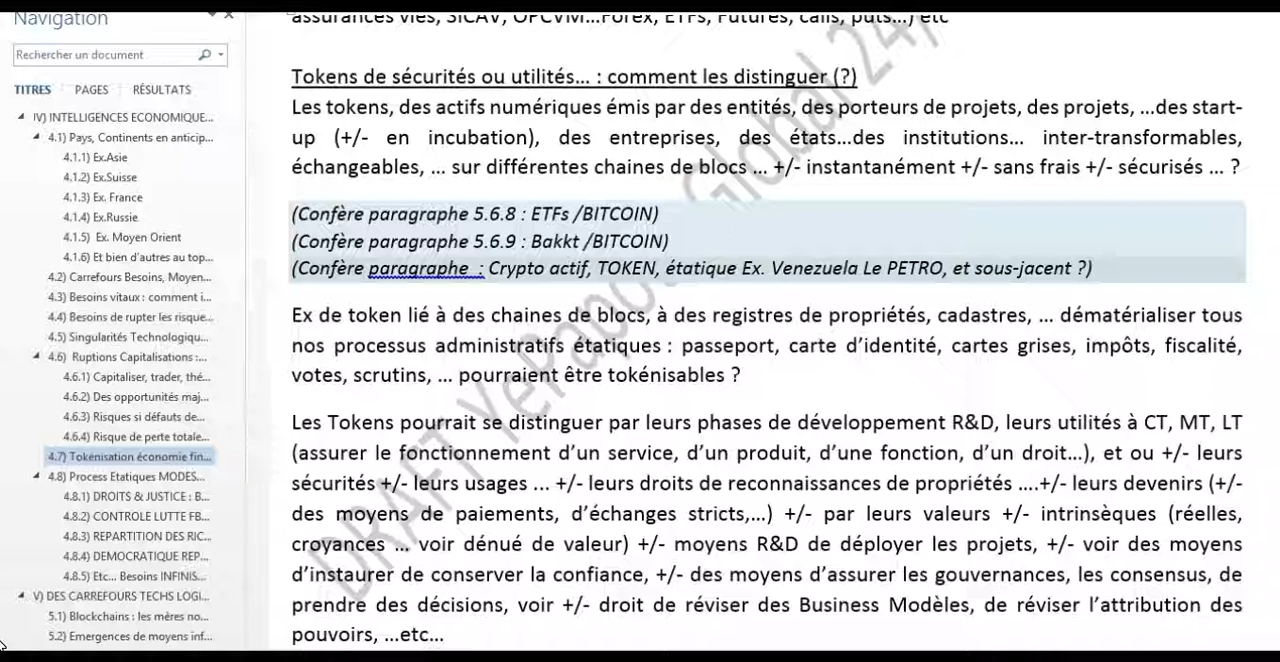 Navigation
Rechercher un document
TITRES PAGES RÉSULTATS
IV) INTELLIGENCES ECONOMIQUE...
4.1) Pays, Continents en anticip...
4.1.1) Ex.Asie
4.1.2) Ex.Suisse
4.1.3) Ex. France
4.1.4) Ex.Russie
4.1.5) Ex. Moyen Orient
4.1.6) Et bien d'autres au top...
4.2) Carrefours Besoins, Moyen...
4.3) Besoins vitaux : comment i...
4.4) Besoins de rupter les risque...
4.5) Singularités Technologiqu...
4.6) Ruptions Capitalisations :...
4.6.1) Capitaliser, trader, thé...
4.6.2) Des opportunités maj...
4.6.3) Risques si défauts de...
4.6.4) Risque de perte totale...
4.7) Tokénisation économie fin...
4.8) Process Etatiques MODES...
4.8.1) DROITS & JUSTICE : B...
4.8.2) CONTROLE LUTTE FB...
4.8.3) REPARTITION DES RIC...
4.8.4) DEMOCRATIQUE REP...
4.8.5) Etc... Besoins INFINIS...
V) DES CARREFOURS TECHS LOGI...
5.1) Blockchains : les mères no...
5.2) Emergences de moyens inf...
assurances vies, SICAV, OPCVM...Forex, ETFs, Futures, calls, puts...) etc
Tokens de sécurités ou utilités... : comment les distinguer (?)
Les tokens, des actifs numériques émis par des entités, des porteurs de projets, des projets, ...des start-
up (+/- en incubation), des entreprises, des états...des institutions... inter-transformables,
échangeables, ... sur différentes chaines de blocs ... +/- instantanément +/- sans frais +/- sécurisés ... ?
(Confère paragraphe 5.6.8 : ETFs /BITCOIN)
(Confère paragraphe 5.6.9 : Bakkt /BITCOIN)
(Confère paragraphe : Crypto actif, TOKEN, étatique Ex. Venezuela Le PETRO, et sous-jacent ?)
Ex de token lié à des chaines de blocs, à des registres de propriétés, cadastres, ... dématérialiser tous
nos processus administratifs étatiques : passeport, carte d'identité, cartes grises, impôts, fiscalité,
votes, scrutins, ... pourraient être tokénisables ?
Les Tokens pourrait se distinguer par leurs phases de développement R&D, leurs utilités à CT, MT, LT
(assurer le fonctionnement d'un service, d'un produit, d'une fonction, d'un droit...), et ou +/- leurs
sécurités +/- leurs usages ... +/- leurs droits de reconnaissances de propriétés ....+/- leurs devenirs (+/-
des moyens de paiements, d'échanges stricts,...) +/- par leurs valeurs +/- intrinsèques (réelles,
croyances ... voir dénué de valeur) +/- moyens R&D de déployer les projets, +/- voir des moyens
d'instaurer de conserver la confiance, +/- des moyens d'assurer les gouvernances, les consensus, de
prendre des décisions, voir +/- droit de réviser des Business Modèles, de réviser l'attribution des
pouvoirs, ...etc...
DRAFT YePapou Global 24/